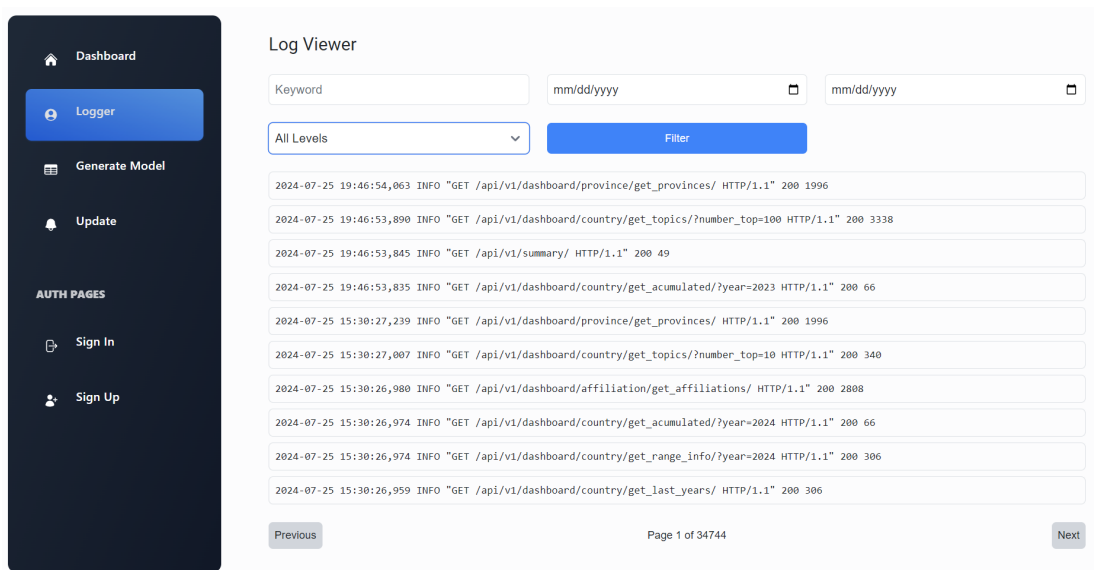 Dashboard
Logger
Generate Model
Update
AUTH PAGES
Sign In
Sign Up
Log Viewer
Keyword
mm/dd/yyyy
mm/dd/yyyy
All Levels
Filter
2024-07-25 19:46:54,063 INFO "GET /api/v1/dashboard/province/get_provinces/ HTTP/1.1" 200 1996
2024-07-25 19:46:53,890 INFO "GET /api/v1/dashboard/country/get_topics/?number_top=100 HTTP/1.1" 200 3338
2024-07-25 19:46:53,845 INFO "GET /api/v1/summary/ HTTP/1.1" 200 49
2024-07-25 19:46:53,835 INFO "GET /api/v1/dashboard/country/get_acumulated/?year=2023 HTTP/1.1" 200 66
2024-07-25 15:30:27,239 INFO "GET /api/v1/dashboard/province/get_provinces/ HTTP/1.1" 200 1996
2024-07-25 15:30:27,007 INFO "GET /api/v1/dashboard/country/get_topics/?number_top=10 HTTP/1.1" 200 340
2024-07-25 15:30:26,980 INFO "GET /api/v1/dashboard/affiliation/get_affiliations/ HTTP/1.1" 200 2808
2024-07-25 15:30:26,974 INFO "GET /api/v1/dashboard/country/get_acumulated/?year=2024 HTTP/1.1" 200 66
2024-07-25 15:30:26,974 INFO "GET /api/v1/dashboard/country/get_range_info/?year=2024 HTTP/1.1" 200 306
2024-07-25 15:30:26,959 INFO "GET /api/v1/dashboard/country/get_last_years/ HTTP/1.1" 200 306
Previous
Page 1 of 34744
Next